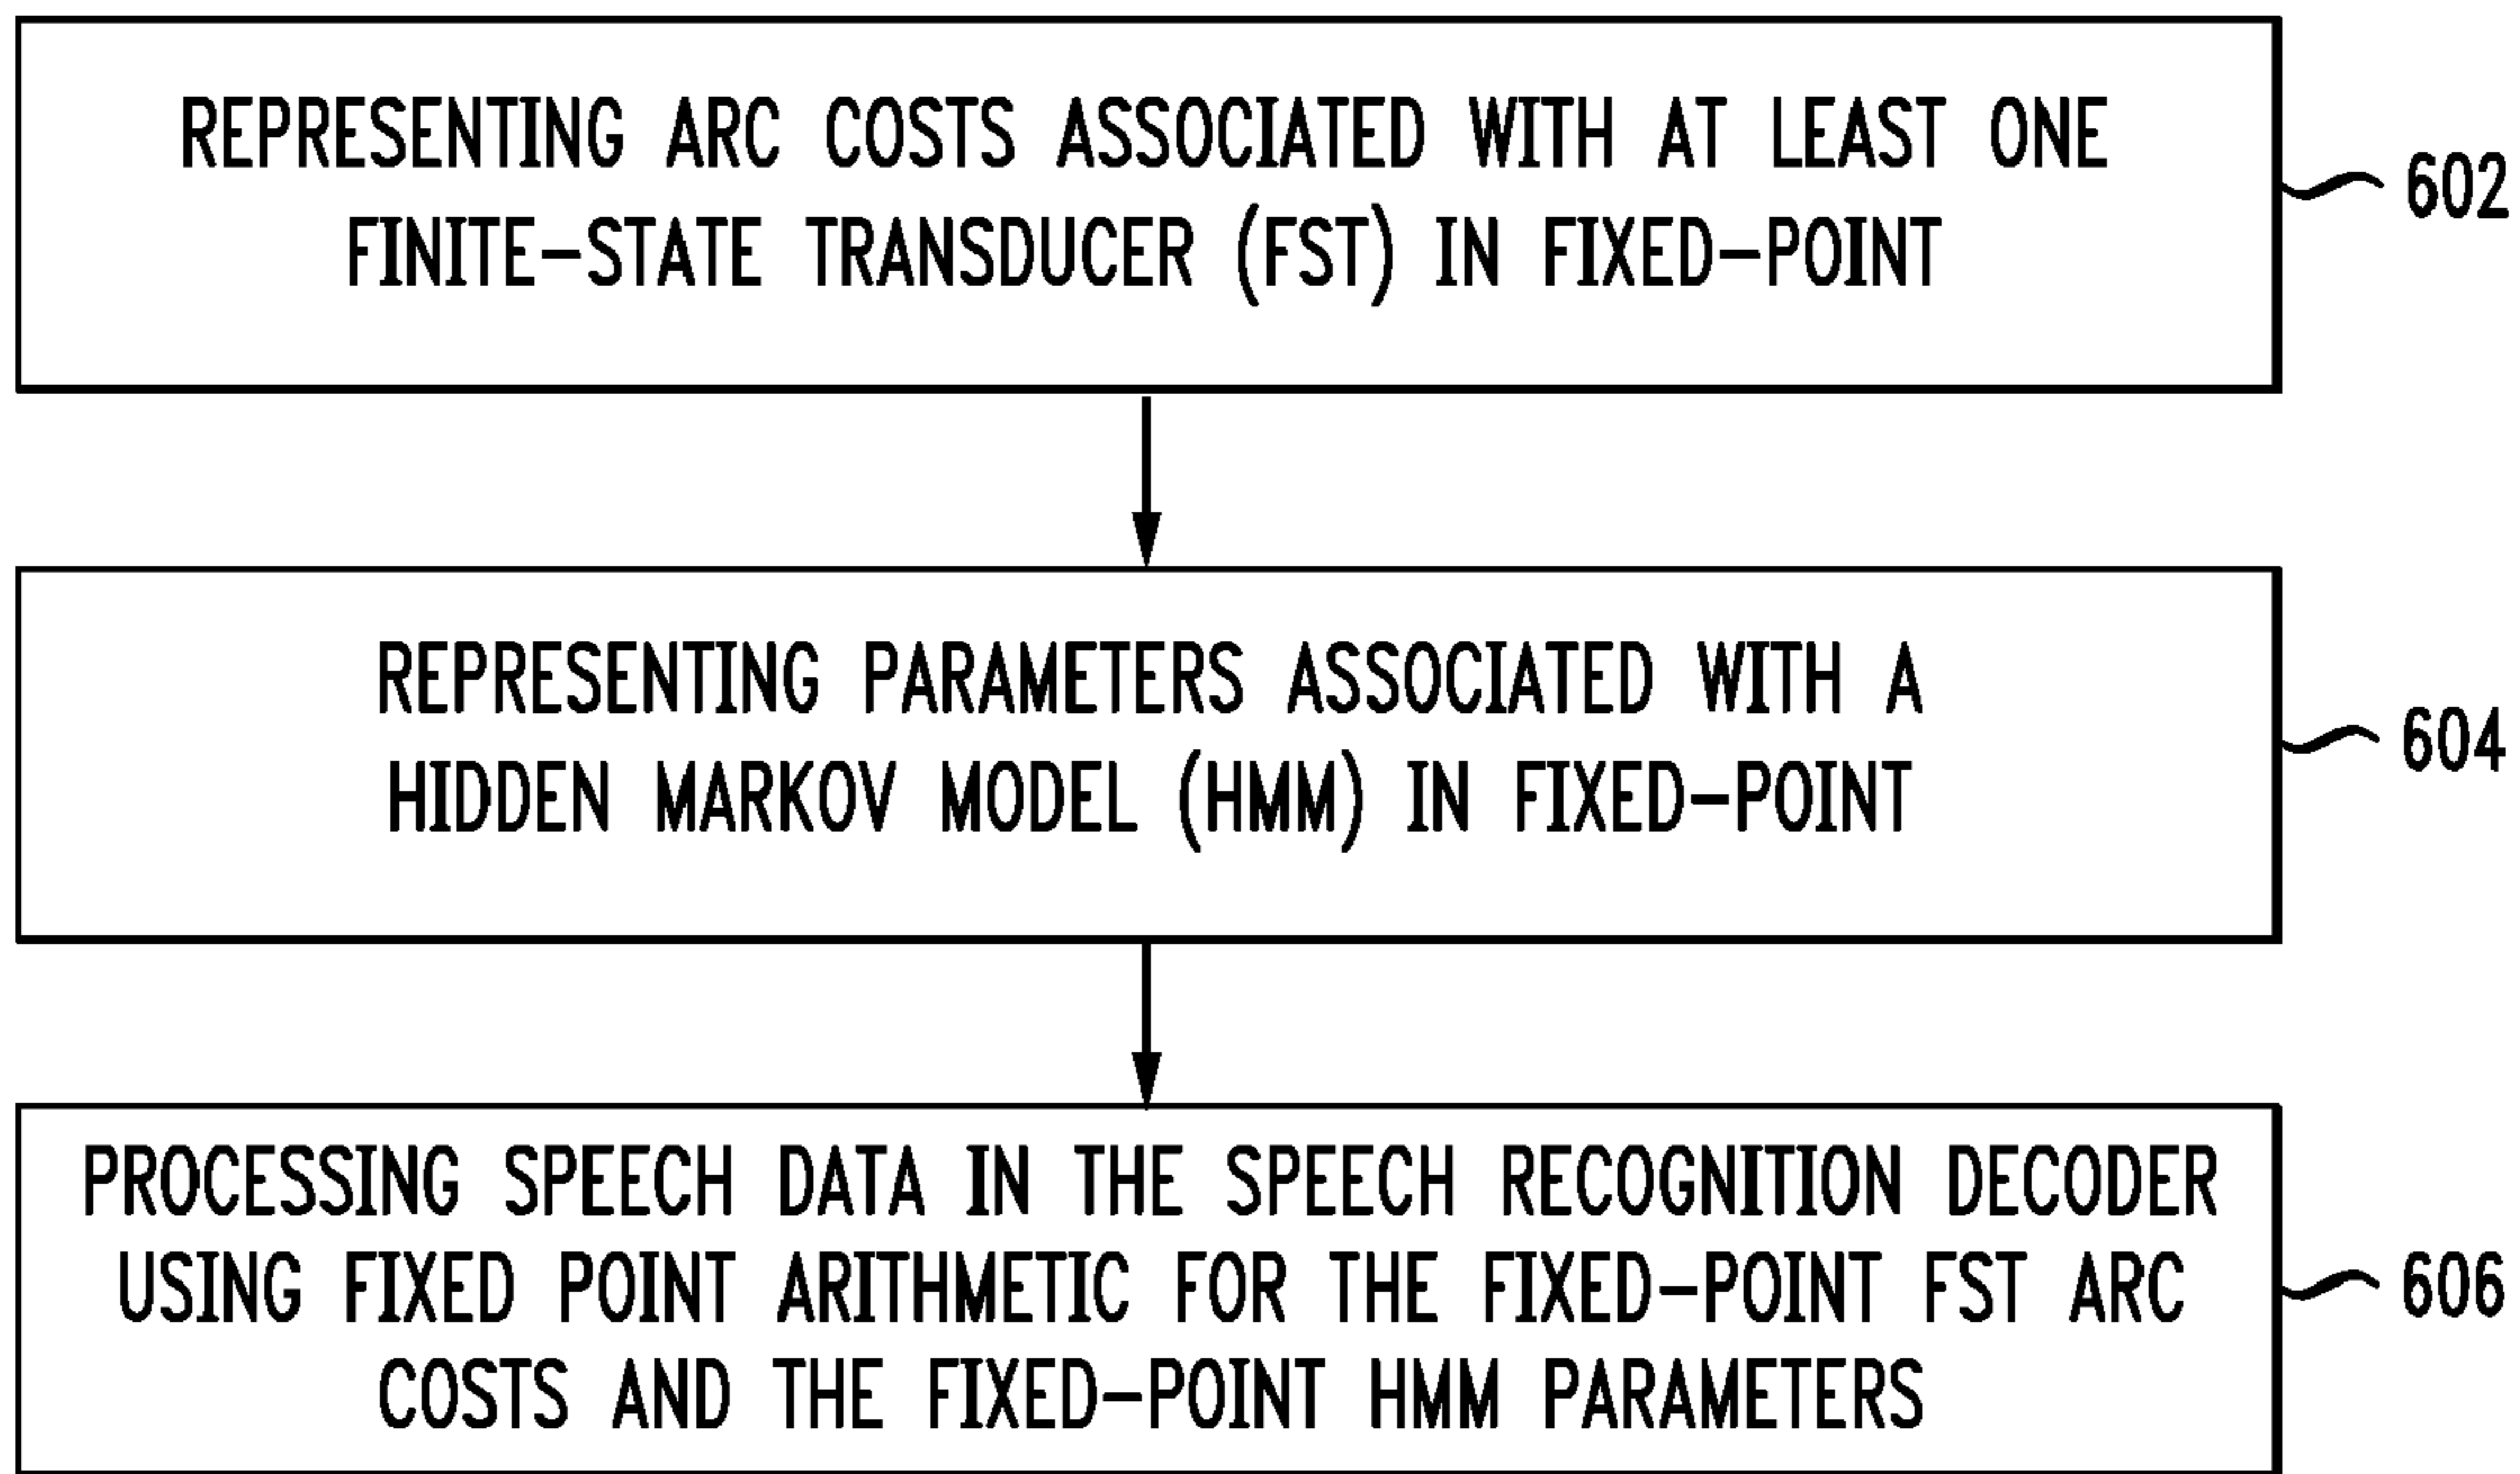 REPRESENTING ARC COSTS ASSOCIATED WITH AT LEAST ONE
FINITE-STATE TRANSDUCER (FST) IN FIXED-POINT
602
REPRESENTING PARAMETERS ASSOCIATED WITH A
HIDDEN MARKOV MODEL (HMM) IN FIXED-POINT
604
PROCESSING SPEECH DATA IN THE SPEECH RECOGNITION DECODER
USING FIXED POINT ARITHMETIC FOR THE FIXED-POINT FST ARC
COSTS AND THE FIXED-POINT HMM PARAMETERS
606